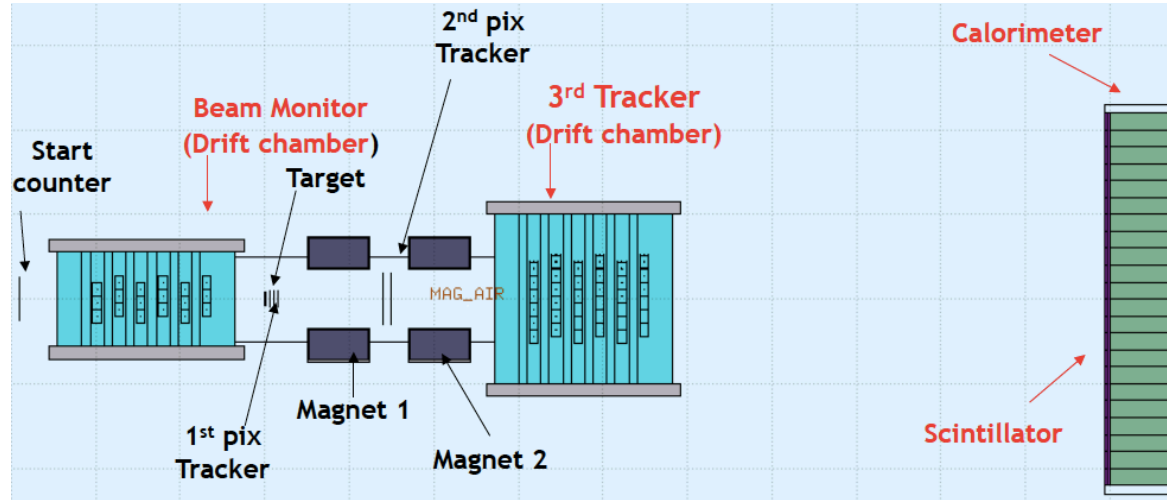 2nd pix
Tracker
Calorimeter
3rd Tracker
(Drift chamber)
Beam Monitor
(Drift chamber)
Start
counter
Target
MAG_AIR
Magnet 1
Scintillator
1st pix
Tracker
Magnet 2